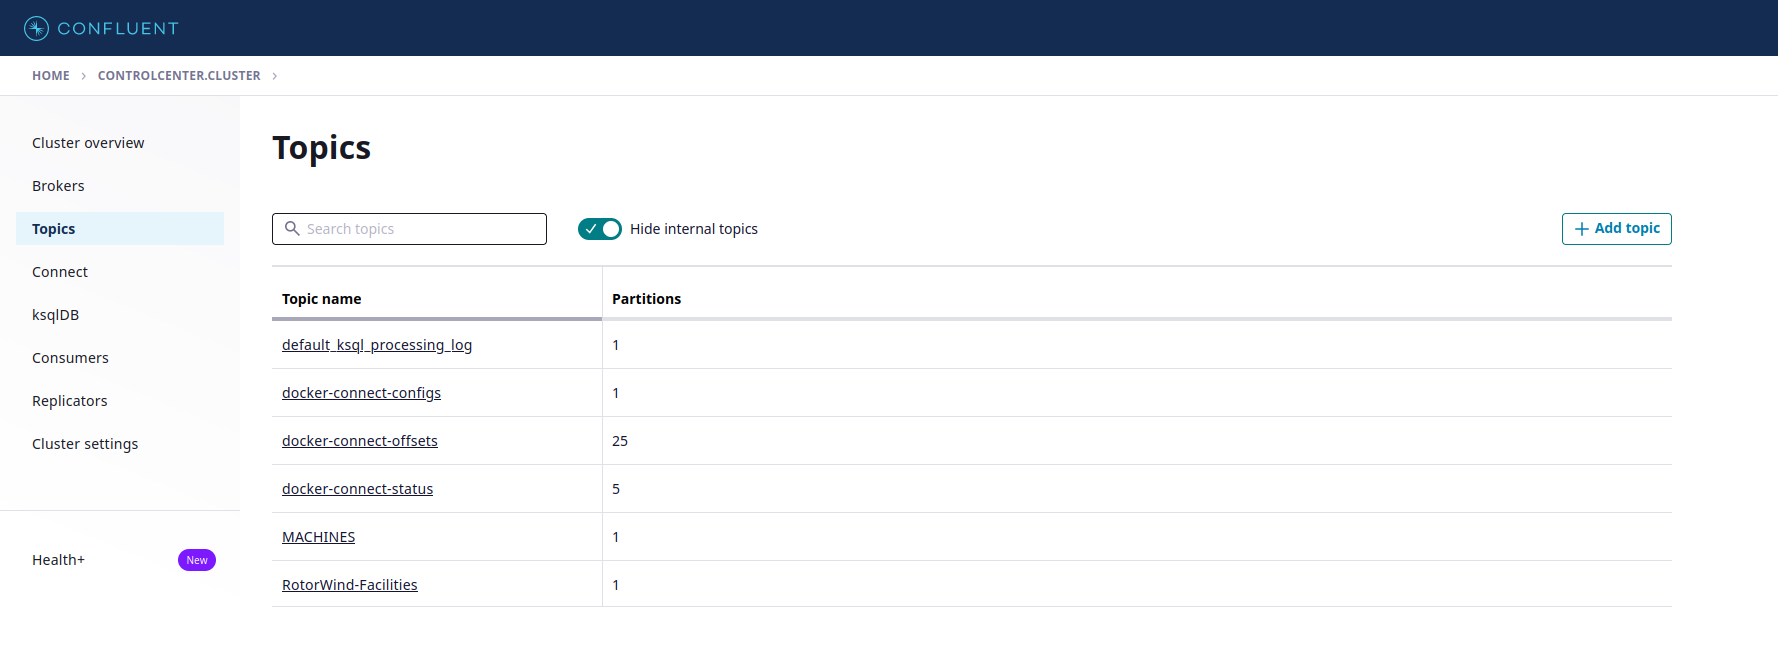 CONFLUENT
HOME > CONTROLCENTER.CLUSTER >
Cluster overview
Brokers
Topics
Connect
ksqlDB
Consumers
Replicators
Cluster settings
Health+ New
Topics
Search topics Hide internal topics + Add topic
Topic name Partitions
default_ksql_processing_log 1
docker-connect-configs 1
docker-connect-offsets 25
docker-connect-status 5
MACHINES 1
RotorWind-Facilities 1